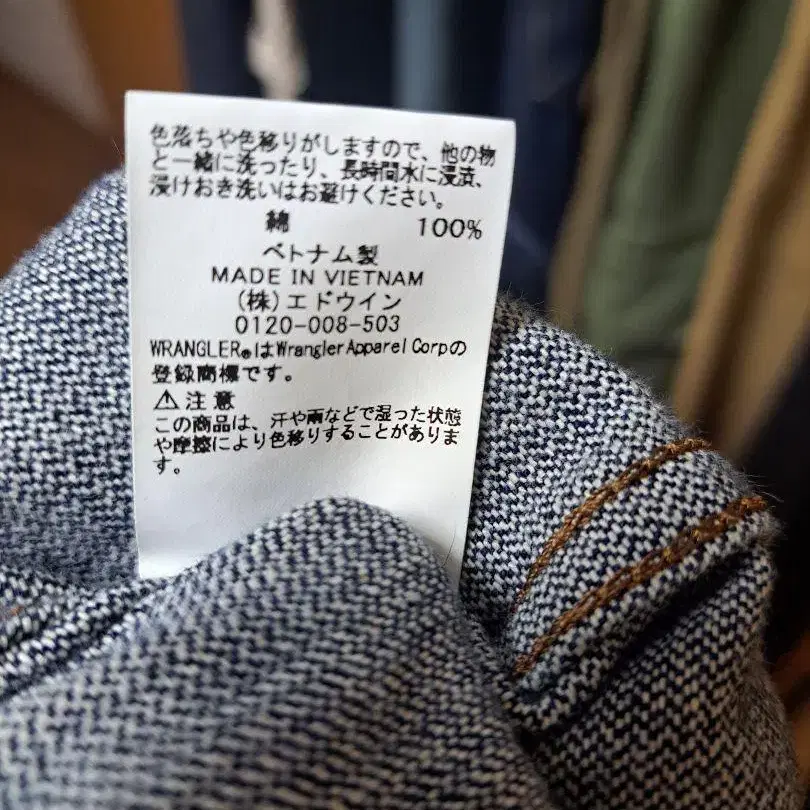 色落ちや色移りがしますので、他の物
と一緒に洗ったり、長時間水に浸漬、
浸けおき洗いはお避けください。
綿 100%
ベトナム製
MADE IN VIETNAM
(株)エドウイン
0120-008-503
WRANGLER®はWrangler Apparel Corpの
登録商標です。
⚠注意
この商品は、汗や雨などで湿った状態
や摩擦により色移りすることがありま
す。